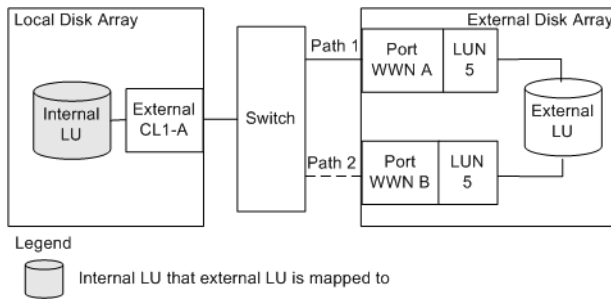 Local Disk Array
External Disk Array
Path 1
Port
WWN A
LUN
5
Internal
LU
External
CL1-A
Switch
External
LU
Path 2
Port
WWN B
LUN
5
Legend
Internal LU that external LU is mapped to